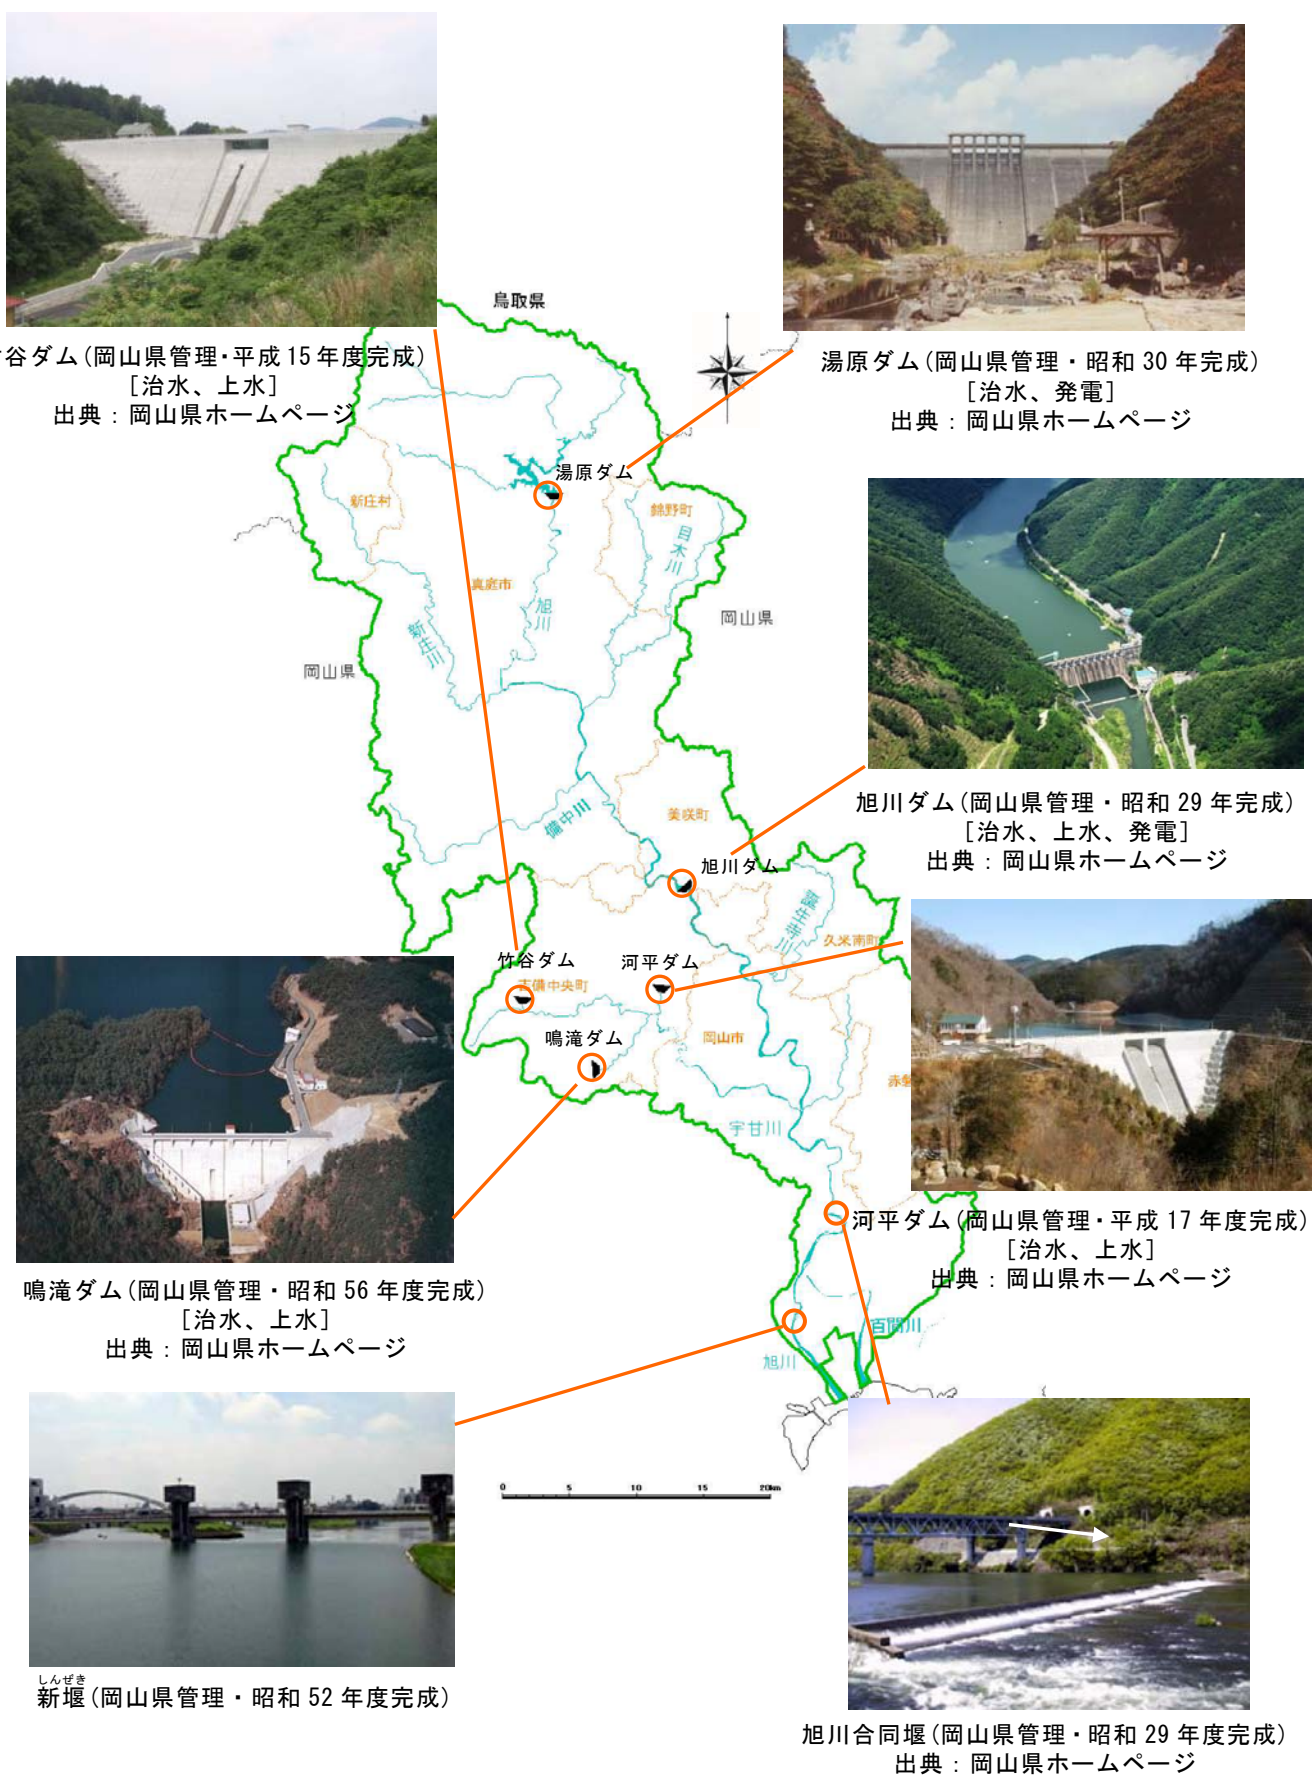 鳥取県
谷ダム(岡山県管理・平成15年度完成)
[治水、上水]
出典：岡山県ホームページ
湯原ダム(岡山県管理・昭和30年完成)
[治水、発電]
出典：岡山県ホームページ
湯原ダム
新庄村
鏡野町
目木川
真庭市
旭川
新庄川
岡山県
岡山県
旭川ダム(岡山県管理・昭和29年完成)
[治水、上水、発電]
出典：岡山県ホームページ
備中川
美咲町
旭川ダム
誕生寺川
久米南町
竹谷ダム
河平ダム
吉備中央町
鳴滝ダム
岡山市
赤磐
宇甘川
河平ダム(岡山県管理・平成17年度完成)
[治水、上水]
出典：岡山県ホームページ
鳴滝ダム(岡山県管理・昭和56年度完成)
[治水、上水]
出典：岡山県ホームページ
百間川
旭川
0 5 10 15 20km
しんぜき
新堰(岡山県管理・昭和52年度完成)
旭川合同堰(岡山県管理・昭和29年度完成)
出典：岡山県ホームページ